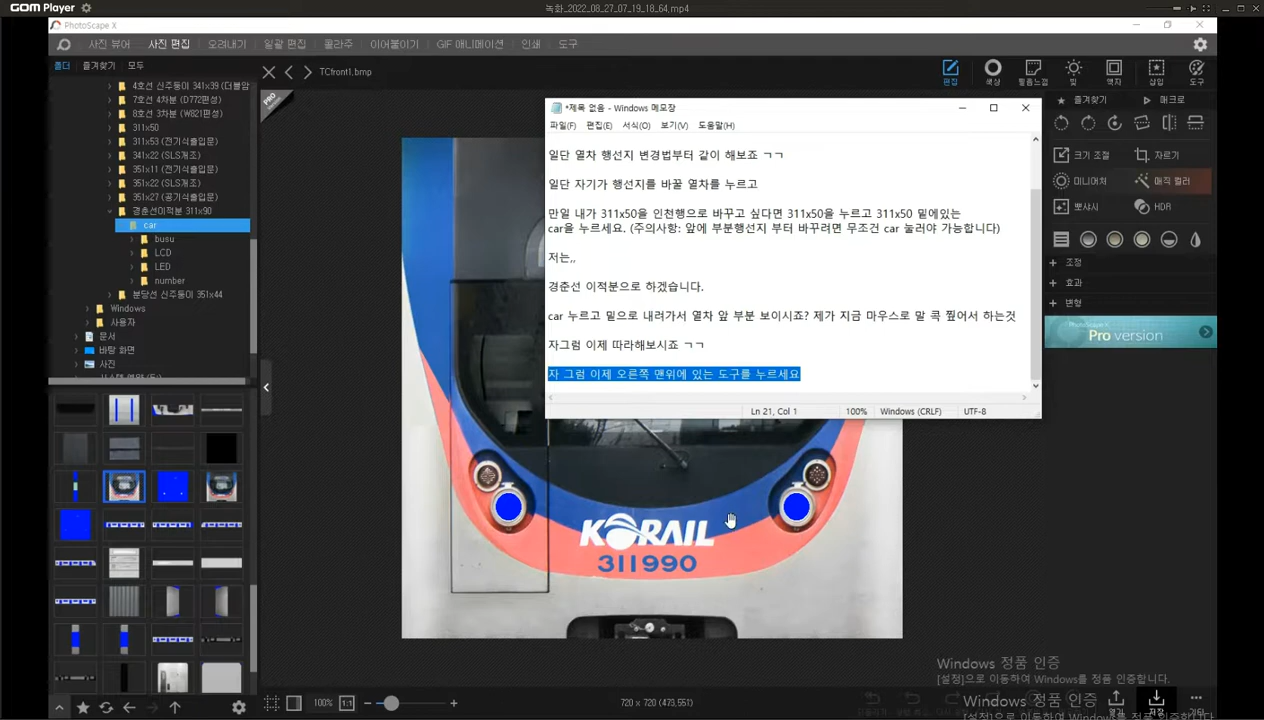 GOM Player
녹화_2022_08_27_07_19_18_64.mp4
PhotoScape X
사진 뷰어
사진 편집
오려내기
일괄 편집
콜라주
이어붙이기
GIF 애니메이션
인쇄
도구
폴더
즐겨찾기
모두
TCfront1.bmp
편집
색상
필름느낌
빛
액자
삽입
도구
4호선 신주둥이 341x39 (더블암
7호선 4차분 (D772편성)
8호선 3차분 (W821편성)
311x50
311x53 (전기식출입문)
341x22 (SLS개조)
351x11 (전기식출입문)
351x22 (SLS개조)
351x27 (공기식출입문)
경춘선이적분 311x90
car
busu
LCD
LED
number
분당선 신주둥이 351x44
Windows
사용자
문서
바탕 화면
사진
PRO
*제목 없음 - Windows 메모장
파일(F)
편집(E)
서식(O)
보기(V)
도움말(H)
일단 열차 행선지 변경법부터 같이 해보죠 ㄱㄱ
일단 자기가 행선지를 바꿀 열차를 누르고
만일 내가 311x50을 인천행으로 바꾸고 싶다면 311x50을 누르고 311x50 밑에있는
car을 누르세요. (주의사항: 앞에 부분행선지 부터 바꾸려면 무조건 car 눌러야 가능합니다)
저는,,
경춘선 이적분으로 하겠습니다.
car 누르고 밑으로 내려가서 열차 앞 부분 보이시죠? 제가 지금 마우스로 말 콕 찦어서 하는것
자그럼 이제 따라해보시죠 ㄱㄱ
자 그럼 이제 오른쪽 맨위에 있는 도구를 누르세요
Ln 21, Col 1
100%
Windows (CRLF)
UTF-8
즐겨찾기
매크로
크기 조절
자르기
미니어처
매직 컬러
뽀샤시
HDR
조정
효과
변형
Pro version
KORAIL
311990
100%
1:1
720 x 720 (473,551)
Windows 정품 인증
[설정]으로 이동하여 Windows를 정품 인증합니다.
Windows 정품 인증
열기
저장
기타